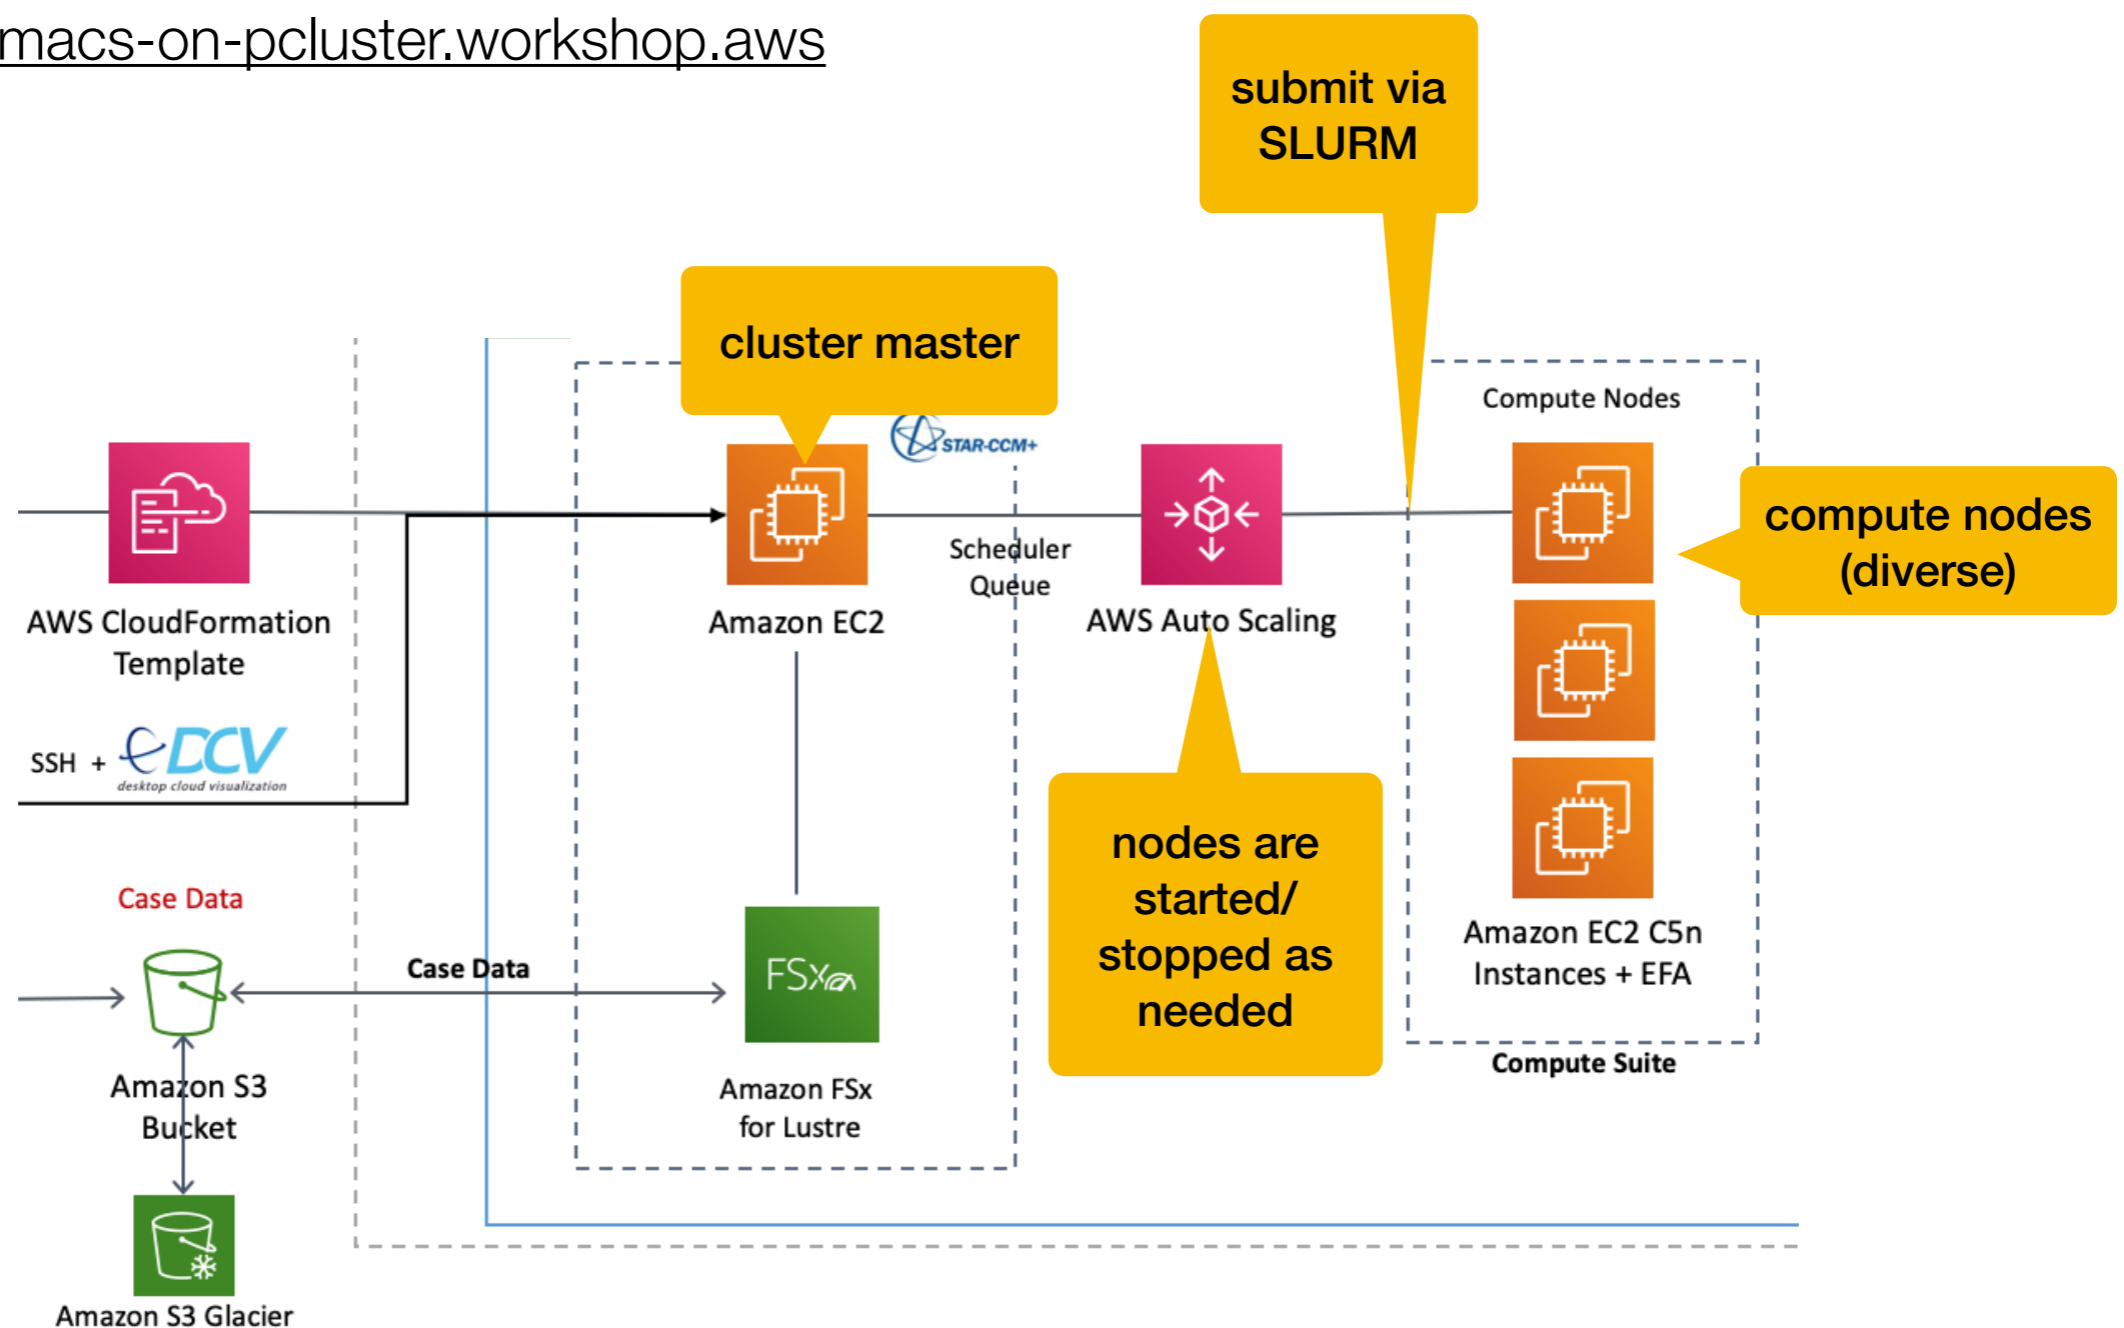 macs-on-pcluster.workshop.aws
submit via
SLURM
cluster master
Compute Nodes
STAR-CCM+
compute nodes
(diverse)
Scheduler
Queue
AWS CloudFormation
Template
Amazon EC2
AWS Auto Scaling
SSH + DCV
desktop cloud visualization
nodes are
started/
stopped as
needed
Case Data
Case Data
FSx
Amazon EC2 C5n
Instances + EFA
Compute Suite
Amazon S3
Bucket
Amazon FSx
for Lustre
Amazon S3 Glacier